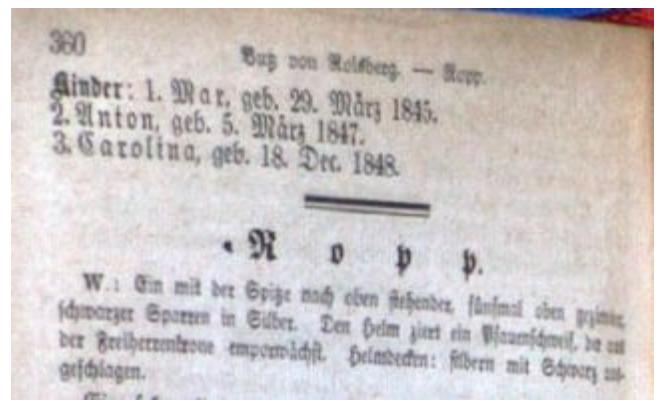 360
Buß von Rolsberg. — Ropp.
Kinder: 1. Max, geb. 29. März 1845.
2. Anton, geb. 5. März 1847.
3. Carolina, geb. 18. Dec. 1848.
Ropp.
W.: Ein mit der Spitze nach oben stehender, fünfmal oben gezinnter,
schwarzer Sparren in Silber. Den Helm ziert ein Pfauenschweif, der aus
der Freiherrenkrone emporwächst. Helmdecken: silbern mit Schwarz aus-
geschlagen.